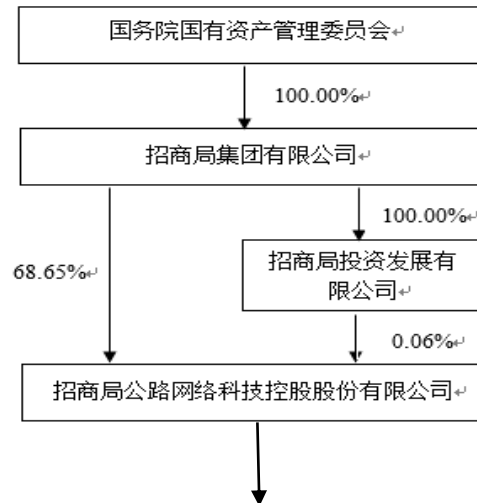 国务院国有资产管理委员会
100.00%
招商局集团有限公司
100.00%
68.65%
招商局投资发展有
限公司
0.06%
招商局公路网络科技控股股份有限公司